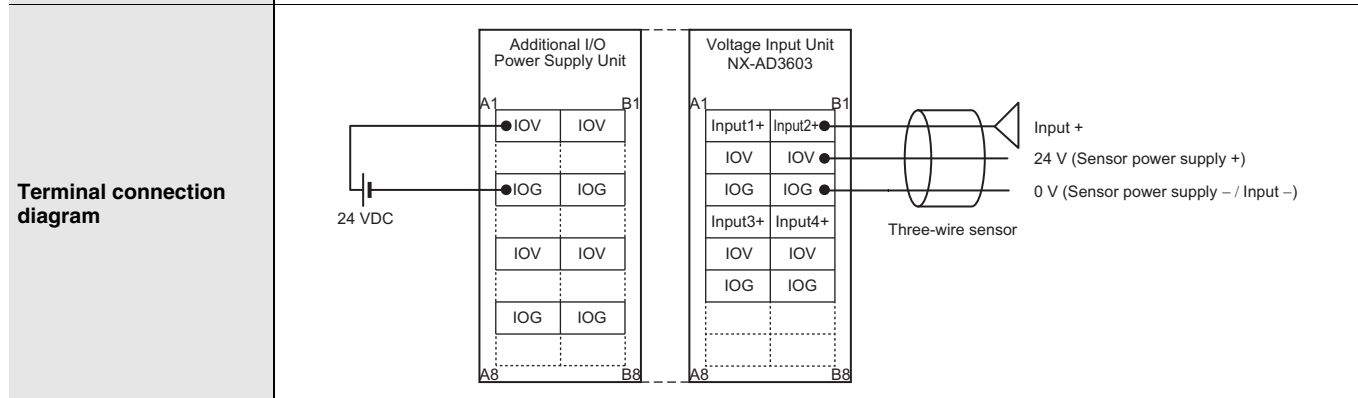 Terminal connection
diagram
Additional I/O
Power Supply Unit
A1 B1
IOV IOV
IOG IOG
IOV IOV
IOG IOG
A8 B8
24 VDC
Voltage Input Unit
NX-AD3603
A1 B1
Input1+ Input2+
IOV IOV
IOG IOG
Input3+ Input4+
IOV IOV
IOG IOG
A8 B8
Input +
24 V (Sensor power supply +)
0 V (Sensor power supply – / Input –)
Three-wire sensor